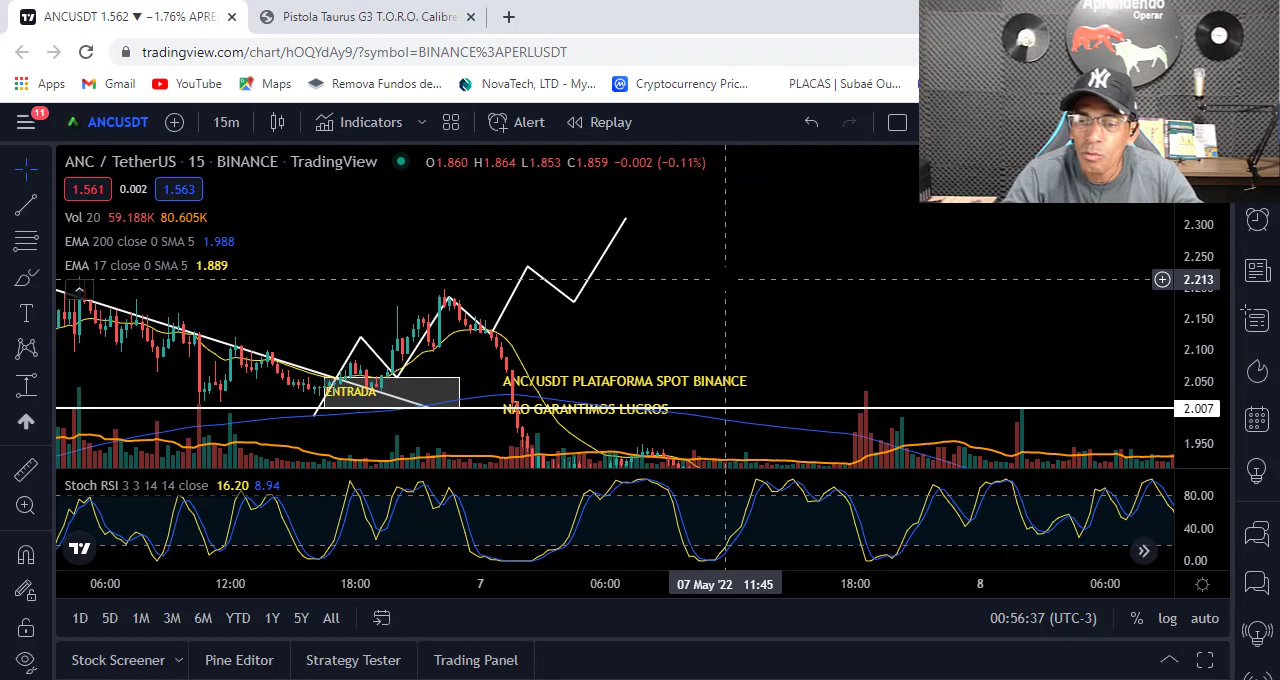 ANCUSDT 1.562 ▼ −1.76% APRE
Pistola Taurus G3 T.O.R.O. Calibre
tradingview.com/chart/hOQYdAy9/?symbol=BINANCE%3APERLUSDT
Apps Gmail YouTube Maps Remova Fundos de... NovaTech, LTD - My... Cryptocurrency Pric... PLACAS | Subaé Ou...
Aprendendo
Operar
NY
11
ANCUSDT 15m Indicators Alert Replay
ANC / TetherUS · 15 · BINANCE · TradingView O1.860 H1.864 L1.853 C1.859 −0.002 (−0.11%)
1.561 0.002 1.563
Vol 20 59.188K 80.605K
EMA 200 close 0 SMA 5 1.988
EMA 17 close 0 SMA 5 1.889
2.300
2.250
2.213
2.150
2.100
2.050
2.007
1.950
ENTRADA
ANC/USDT PLATAFORMA SPOT BINANCE
NÃO GARANTIMOS LUCROS
Stoch RSI 3 3 14 14 close 16.20 8.94
80.00
40.00
0.00
06:00 12:00 18:00 7 06:00 07 May '22 11:45 18:00 8 06:00
1D 5D 1M 3M 6M YTD 1Y 5Y All 00:56:37 (UTC-3) % log auto
Stock Screener Pine Editor Strategy Tester Trading Panel